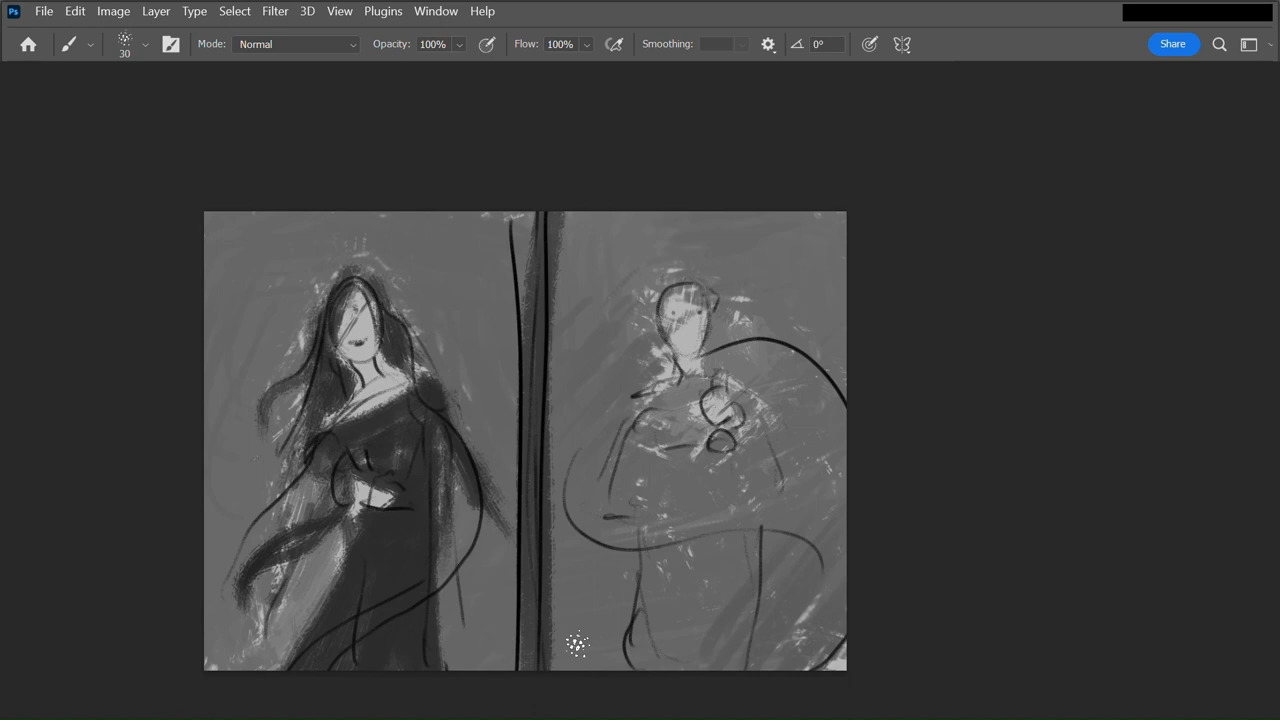 Ps File Edit Image Layer Type Select Filter 3D View Plugins Window Help
30 Mode: Normal Opacity: 100% Flow: 100% Smoothing: 0° Share